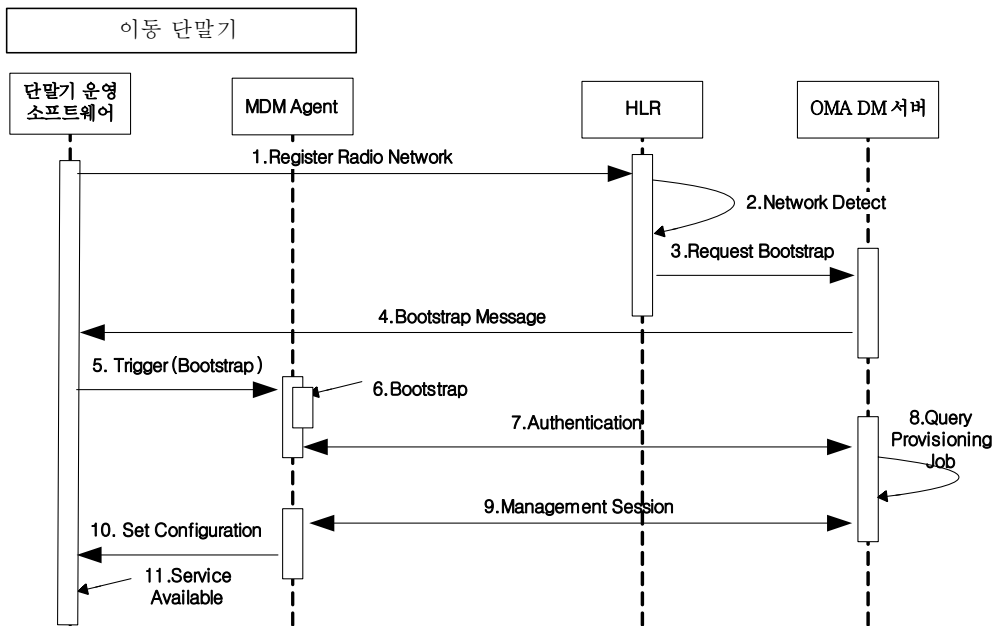 이동 단말기
단말기 운영
소프트웨어
MDM Agent
HLR
OMA DM 서버
1.Register Radio Network
2.Network Detect
3.Request Bootstrap
4.Bootstrap Message
5. Trigger(Bootstrap)
6.Bootstrap
7.Authentication
8.Query
Provisioning
Job
9.Management Session
10. Set Configuration
11.Service
Available